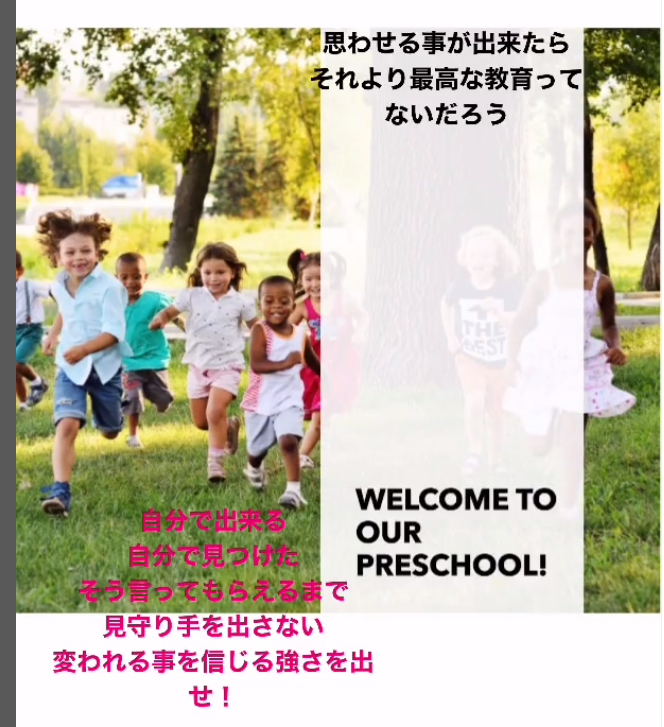 思わせる事が出来たら
それより最高な教育って
ないだろう
THE
WELCOME TO
OUR
PRESCHOOL!
自分で出来る
自分で見つけた
そう言ってもらえるまで
見守り手を出さない
変われる事を信じる強さを出
せ！